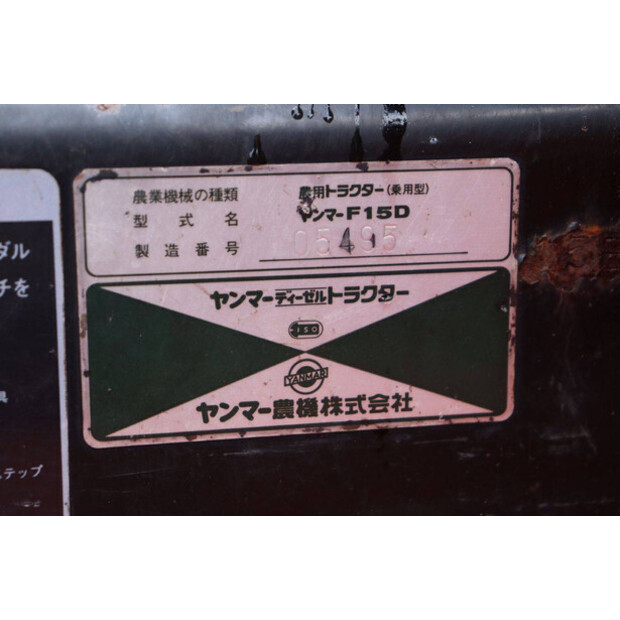 農業機械の種類 農用トラクター(乗用型)
型式名 ヤンマーF15D
製造番号 05495
ヤンマーディーゼルトラクター
ISO
YANMAR
ヤンマー農機株式会社
ダル
チを
具
ステップ